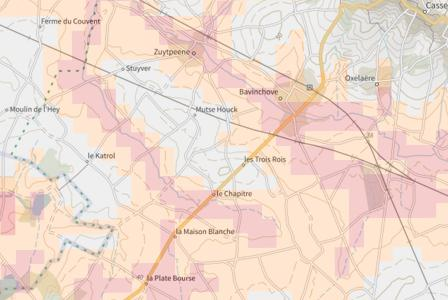 Ferme du Couvent
Casse
Zuytpeene
Stuyver
Oxelaëre
Bavinchove
Moulin de l'Hey
Mutse Houck
le Katrol
les Trois Rois
le Chapitre
la Maison Blanche
la Plate Bourse